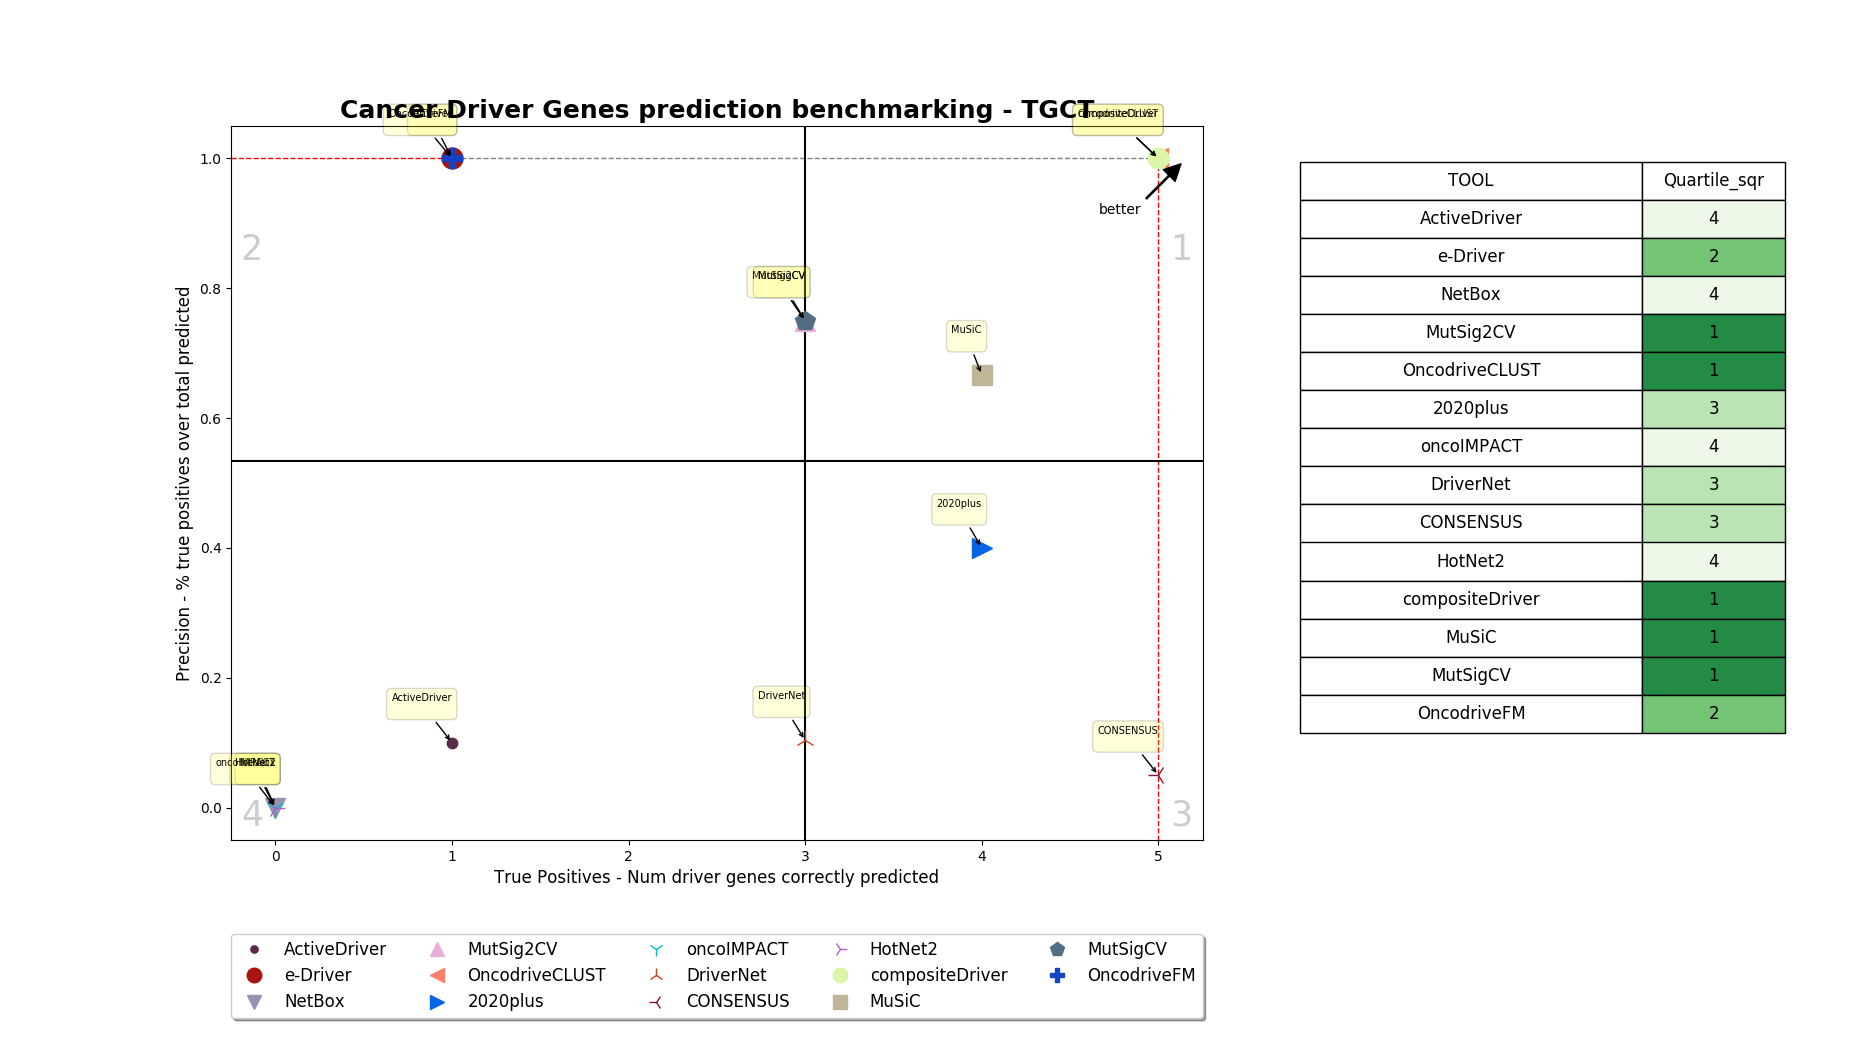 Cancer Driver Genes prediction benchmarking - TGCT
1.0
0.8
0.6
0.4
0.2
0.0
Precision - % true positives over total predicted
0
1
2
3
4
5
True Positives - Num driver genes correctly predicted
2
1
4
3
better
MuSiC
2020plus
ActiveDriver
DriverNet
CONSENSUS
MutSigCV
TOOL Quartile_sqr
ActiveDriver 4
e-Driver 2
NetBox 4
MutSig2CV 1
OncodriveCLUST 1
2020plus 3
oncoIMPACT 4
DriverNet 3
CONSENSUS 3
HotNet2 4
compositeDriver 1
MuSiC 1
MutSigCV 1
OncodriveFM 2
ActiveDriver MutSig2CV oncoIMPACT HotNet2 MutSigCV
e-Driver OncodriveCLUST DriverNet compositeDriver OncodriveFM
NetBox 2020plus CONSENSUS MuSiC